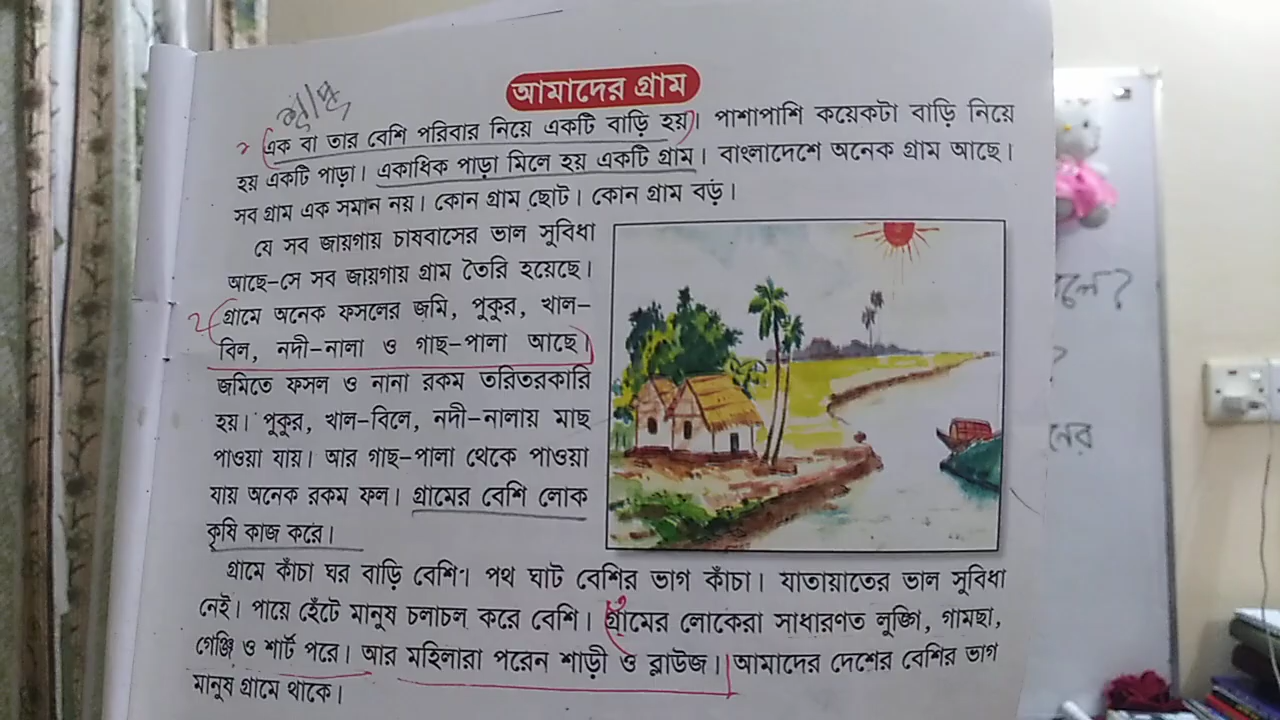 আমাদের গ্রাম
এক বা তার বেশি পরিবার নিয়ে একটি বাড়ি হয়। পাশাপাশি কয়েকটা বাড়ি নিয়ে
হয় একটি পাড়া। একাধিক পাড়া মিলে হয় একটি গ্রাম। বাংলাদেশে অনেক গ্রাম আছে।
সব গ্রাম এক সমান নয়। কোন গ্রাম ছোট। কোন গ্রাম বড়।
যে সব জায়গায় চাষবাসের ভাল সুবিধা
আছে-সে সব জায়গায় গ্রাম তৈরি হয়েছে।
গ্রামে অনেক ফসলের জমি, পুকুর, খাল-
বিল, নদী-নালা ও গাছ-পালা আছে।
জমিতে ফসল ও নানা রকম তরিতরকারি
হয়। পুকুর, খাল-বিলে, নদী-নালায় মাছ
পাওয়া যায়। আর গাছ-পালা থেকে পাওয়া
যায় অনেক রকম ফল। গ্রামের বেশি লোক
কৃষি কাজ করে।
গ্রামে কাঁচা ঘর বাড়ি বেশি। পথ ঘাট বেশির ভাগ কাঁচা। যাতায়াতের ভাল সুবিধা
নেই। পায়ে হেঁটে মানুষ চলাচল করে বেশি। গ্রামের লোকেরা সাধারণত লুঙ্গি, গামছা,
গেঞ্জি ও শার্ট পরে। আর মহিলারা পরেন শাড়ী ও ব্লাউজ। আমাদের দেশের বেশির ভাগ
মানুষ গ্রামে থাকে।